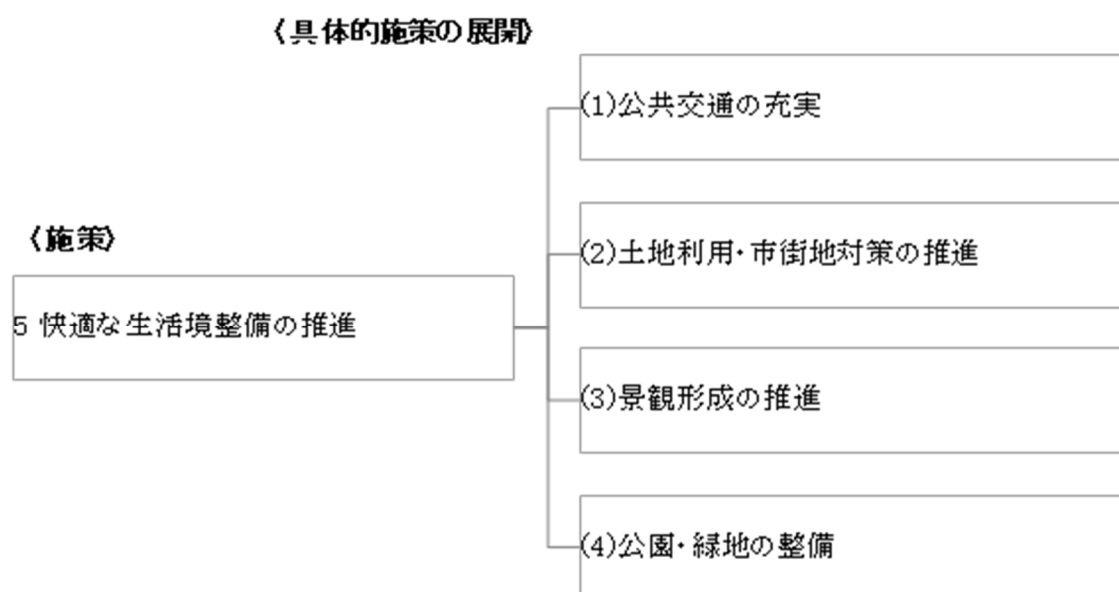 〈具体的施策の展開〉
(1)公共交通の充実
(2)土地利用・市街地対策の推進
〈施策〉
5 快適な生活境整備の推進
(3)景観形成の推進
(4)公園・緑地の整備